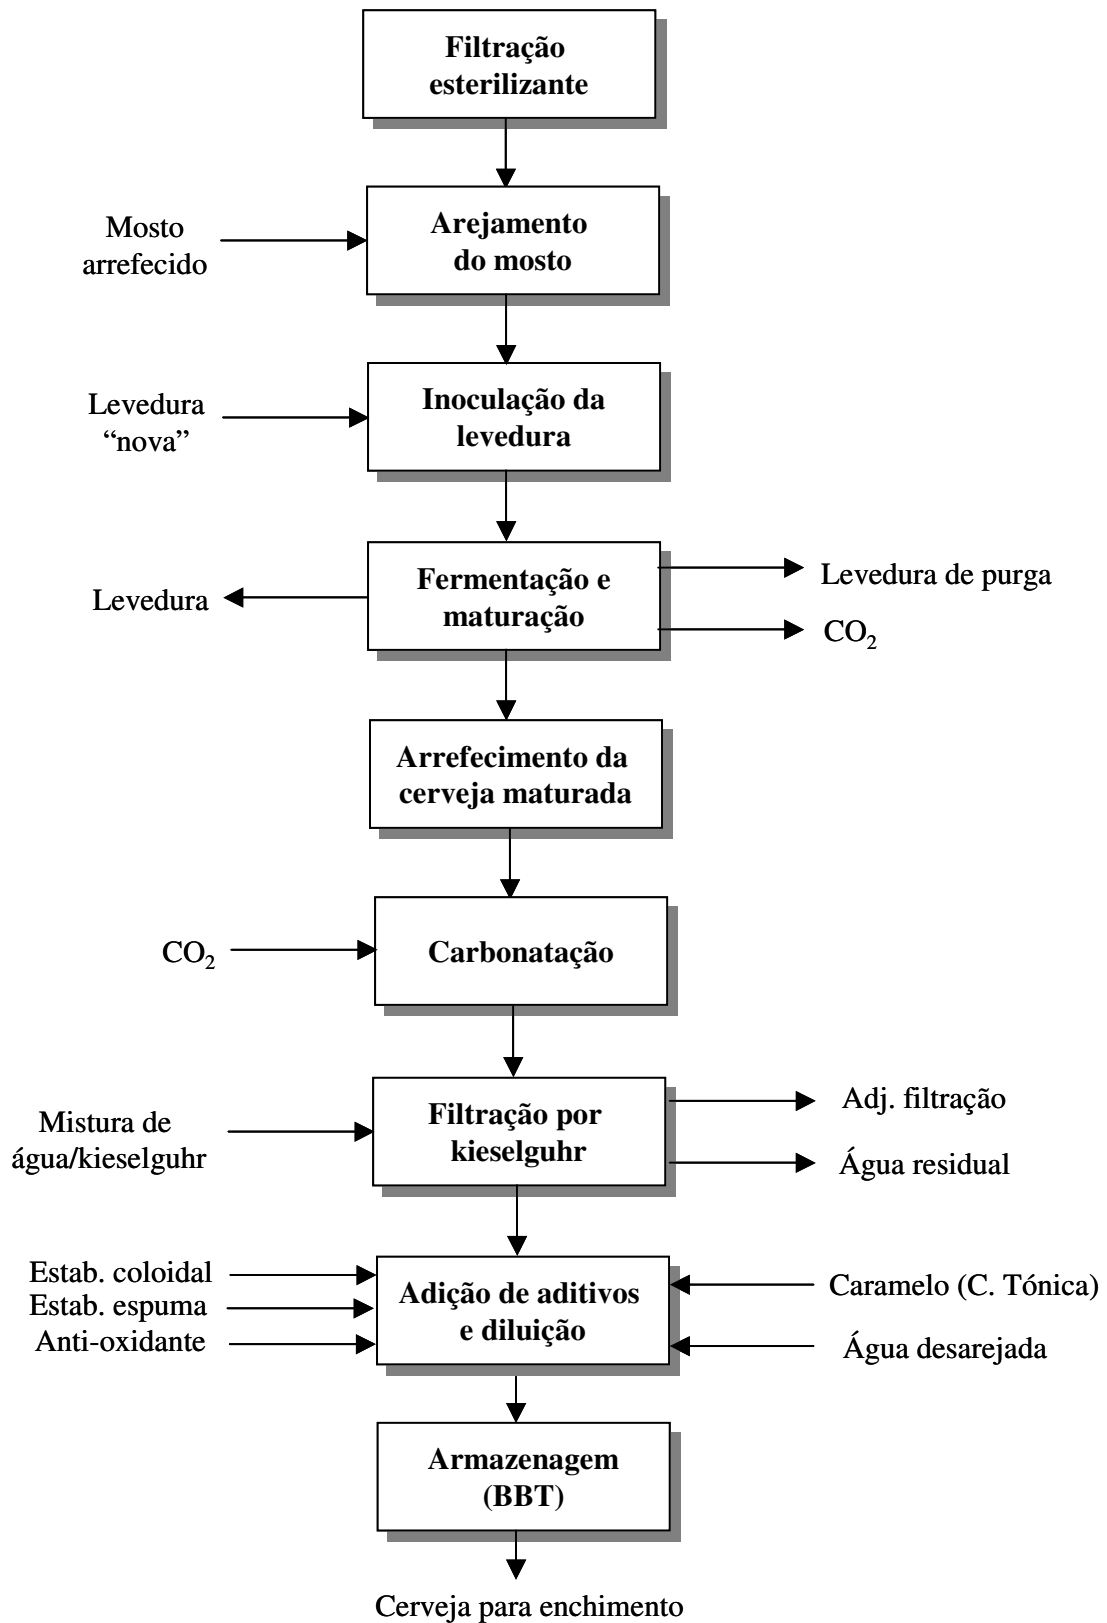 Filtração
esterilizante
Mosto
arrefecido
Arejamento
do mosto
Levedura
“nova”
Inoculação da
levedura
Levedura
Fermentação e
maturação
Levedura de purga
CO₂
Arrefecimento da
cerveja maturada
CO₂
Carbonatação
Mistura de
água/kieselguhr
Filtração por
kieselguhr
Adj. filtração
Água residual
Estab. coloidal
Estab. espuma
Anti-oxidante
Adição de aditivos
e diluição
Caramelo (C. Tónica)
Água desarejada
Armazenagem
(BBT)
Cerveja para enchimento